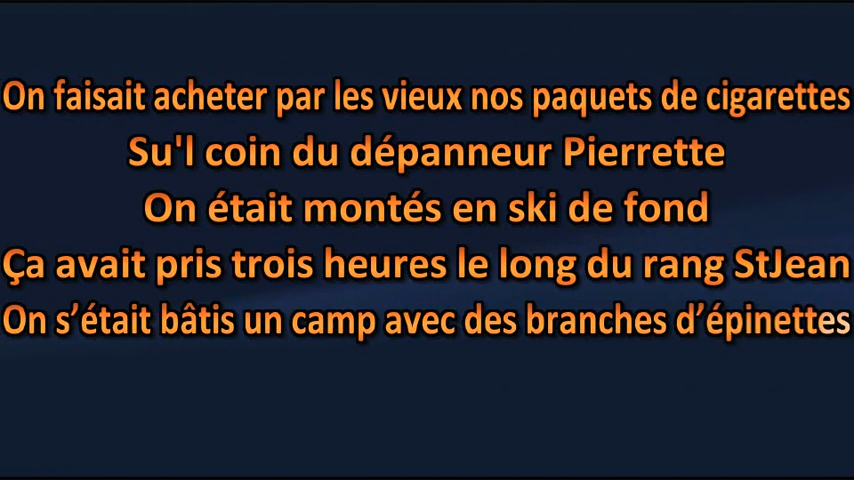 On faisait acheter par les vieux nos paquets de cigarettes
Su'l coin du dépanneur Pierrette
On était montés en ski de fond
Ça avait pris trois heures le long du rang StJean
On s’était bâtis un camp avec des branches d’épinettes